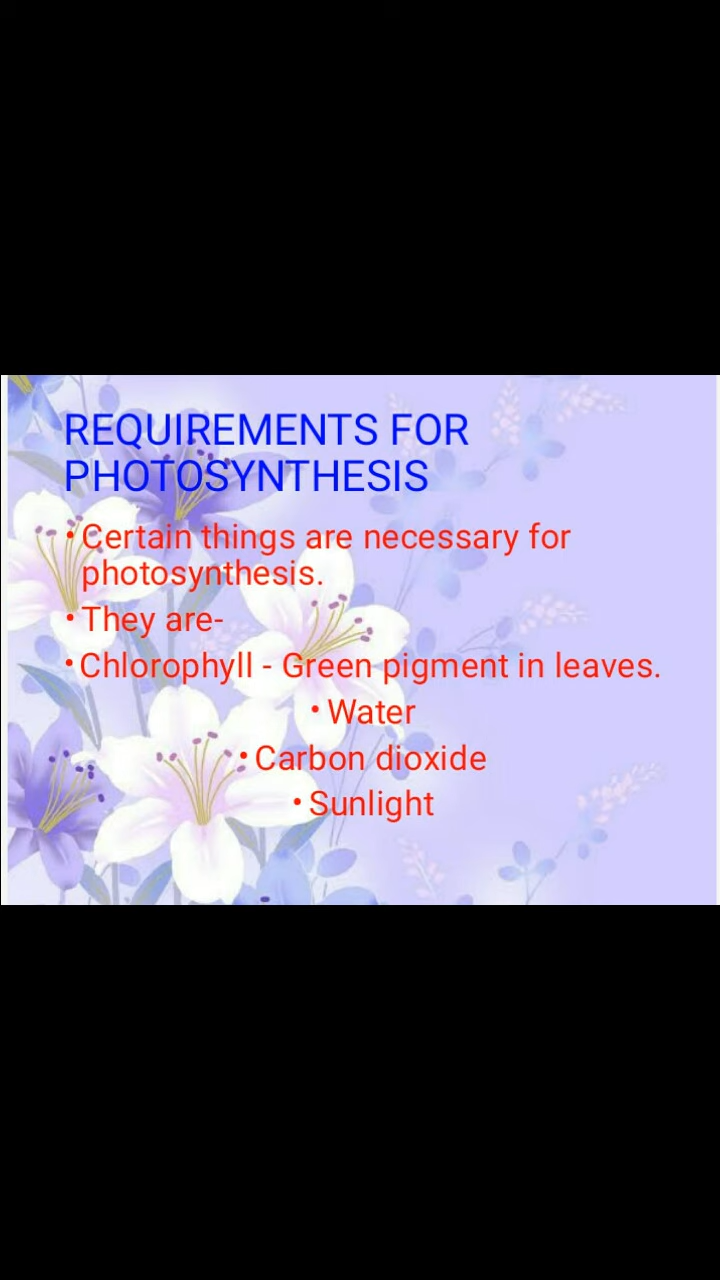 REQUIREMENTS FOR
PHOTOSYNTHESIS
• Certain things are necessary for
photosynthesis.
• They are-
• Chlorophyll - Green pigment in leaves.
• Water
• Carbon dioxide
• Sunlight